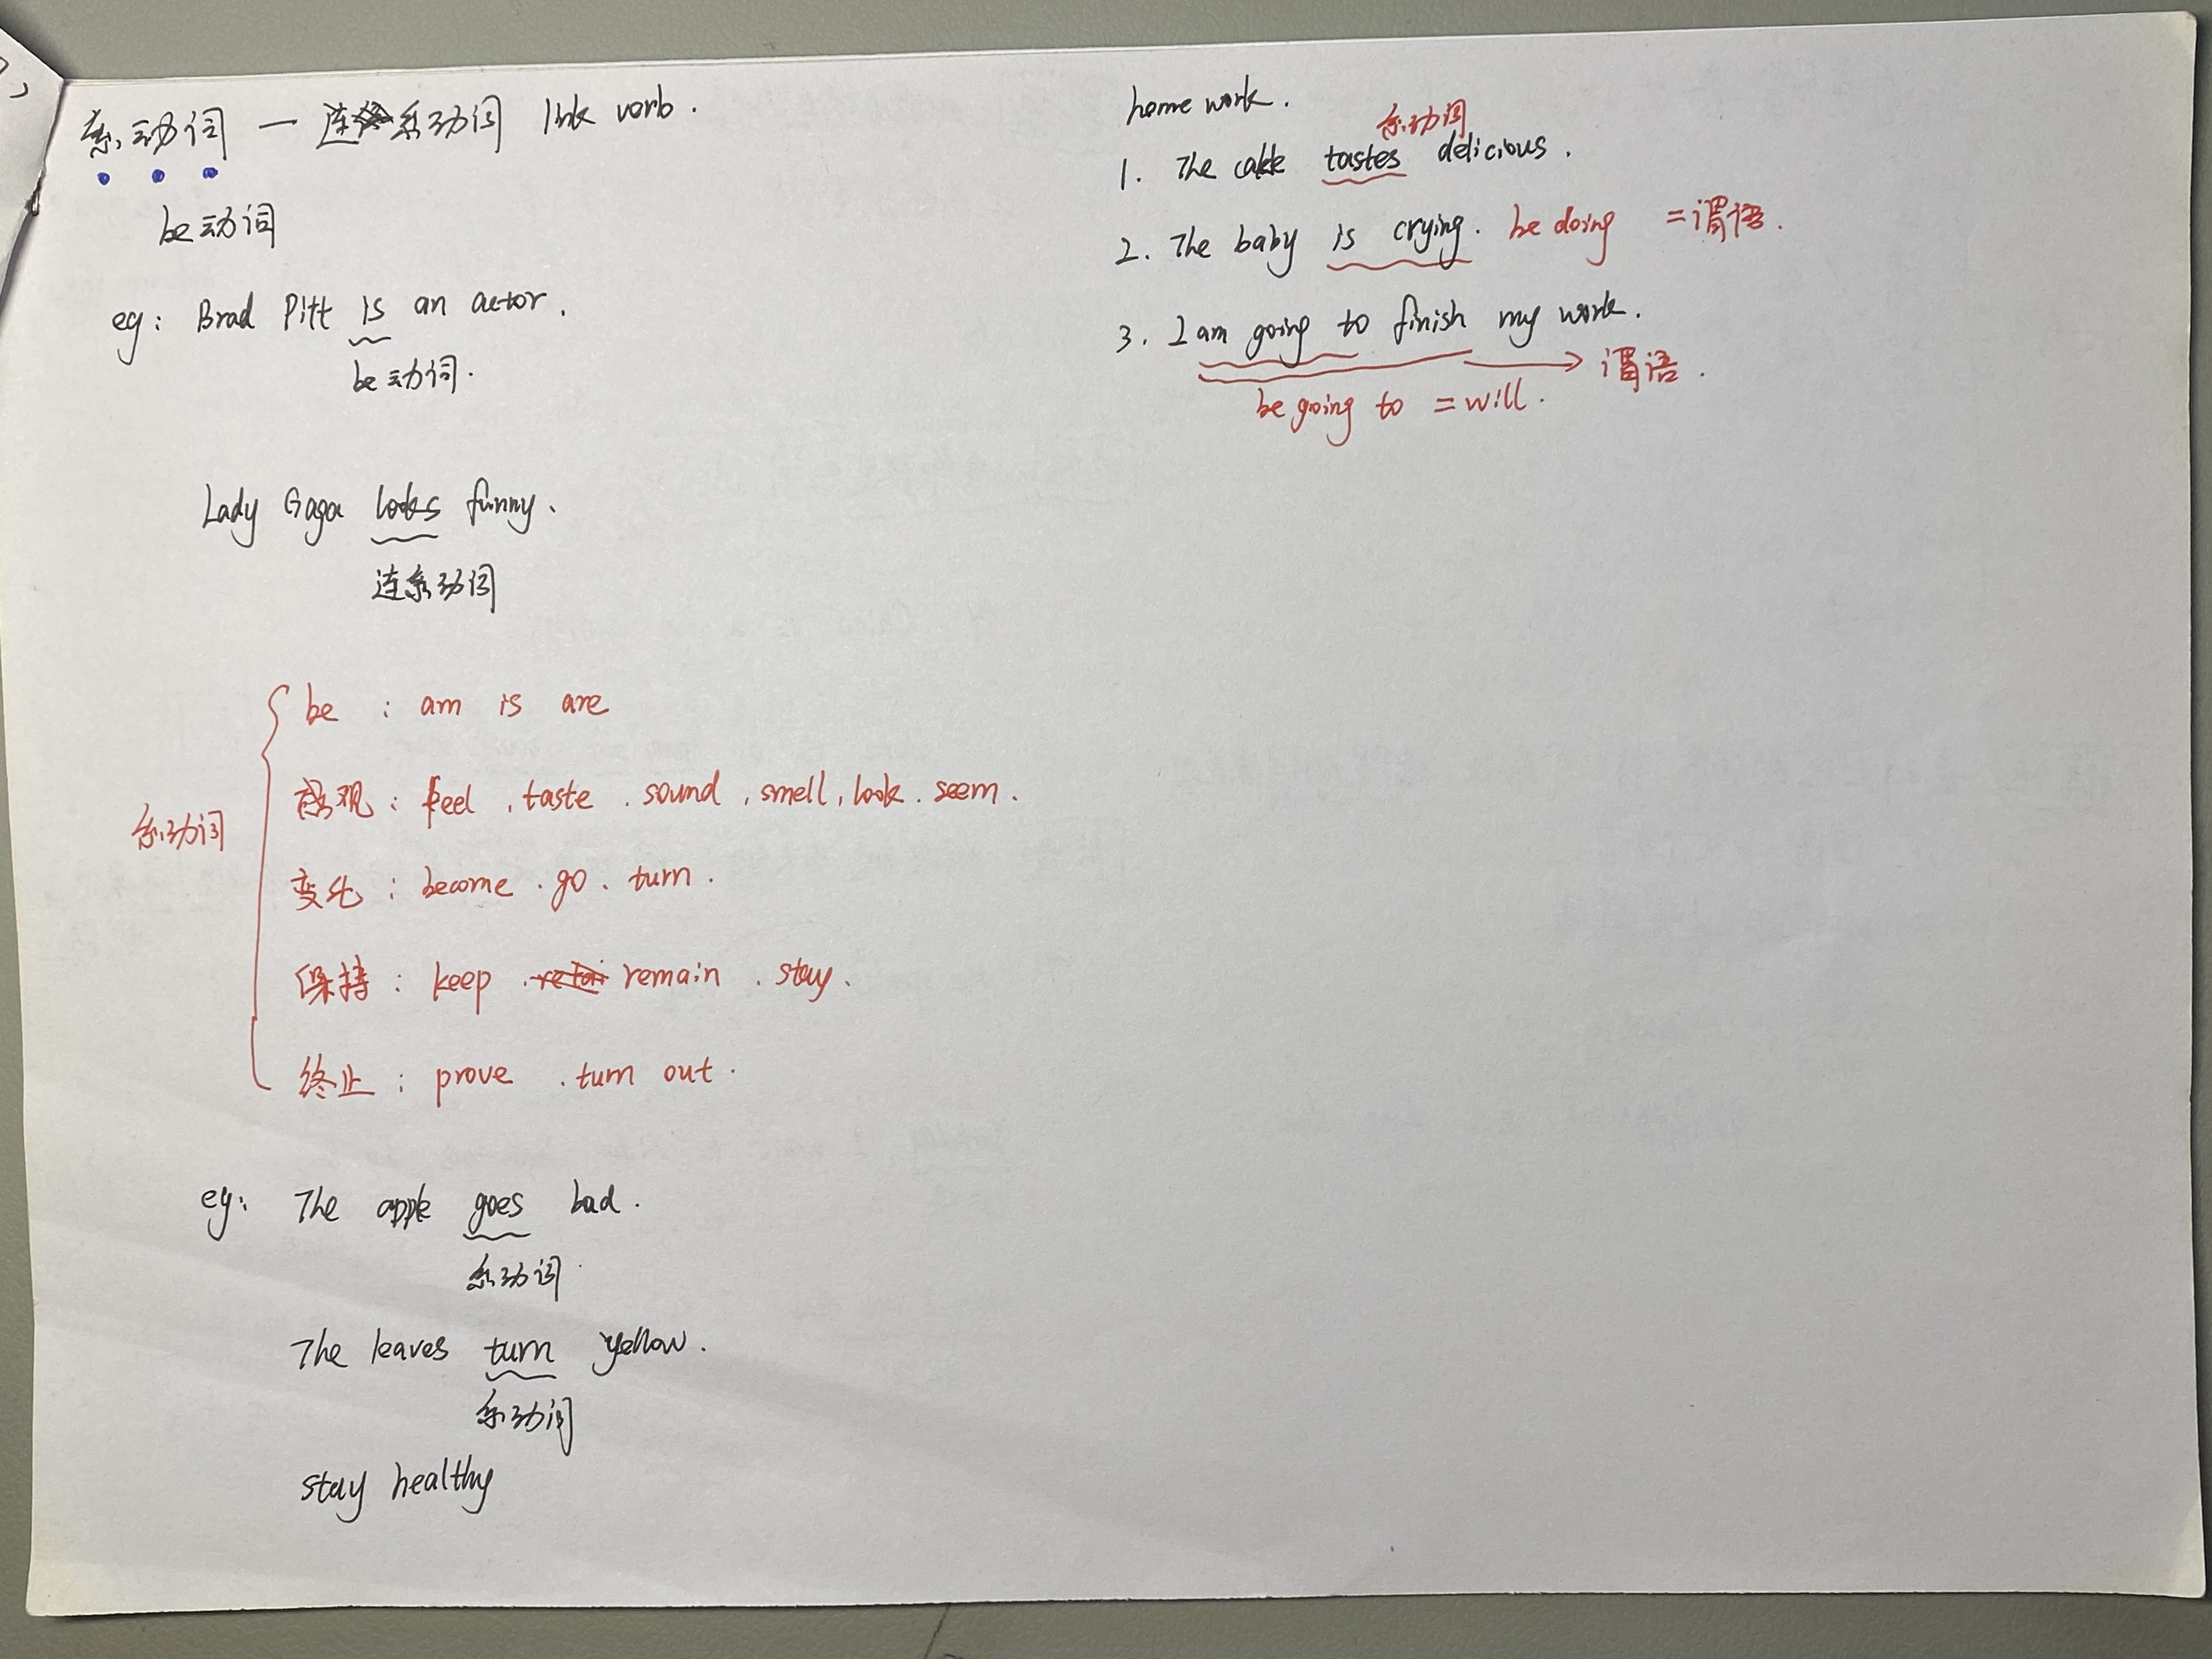 系动词 — 连系动词 link verb.
be动词
eg: Brad Pitt is an actor.
be动词.
Lady Gaga looks funny.
连系动词
系动词
be : am is are
感观: feel . taste . sound . smell . look . seem .
变化: become . go . turn .
保持: keep . remain . stay.
终止: prove . turn out .
eg: The apple goes bad.
系动词.
The leaves turn yellow.
系动词
stay healthy
home work.
系动词
1. The cake tastes delicious.
2. The baby is crying. be doing =谓语.
3. I am going to finish my work.
谓语.
be going to = will.